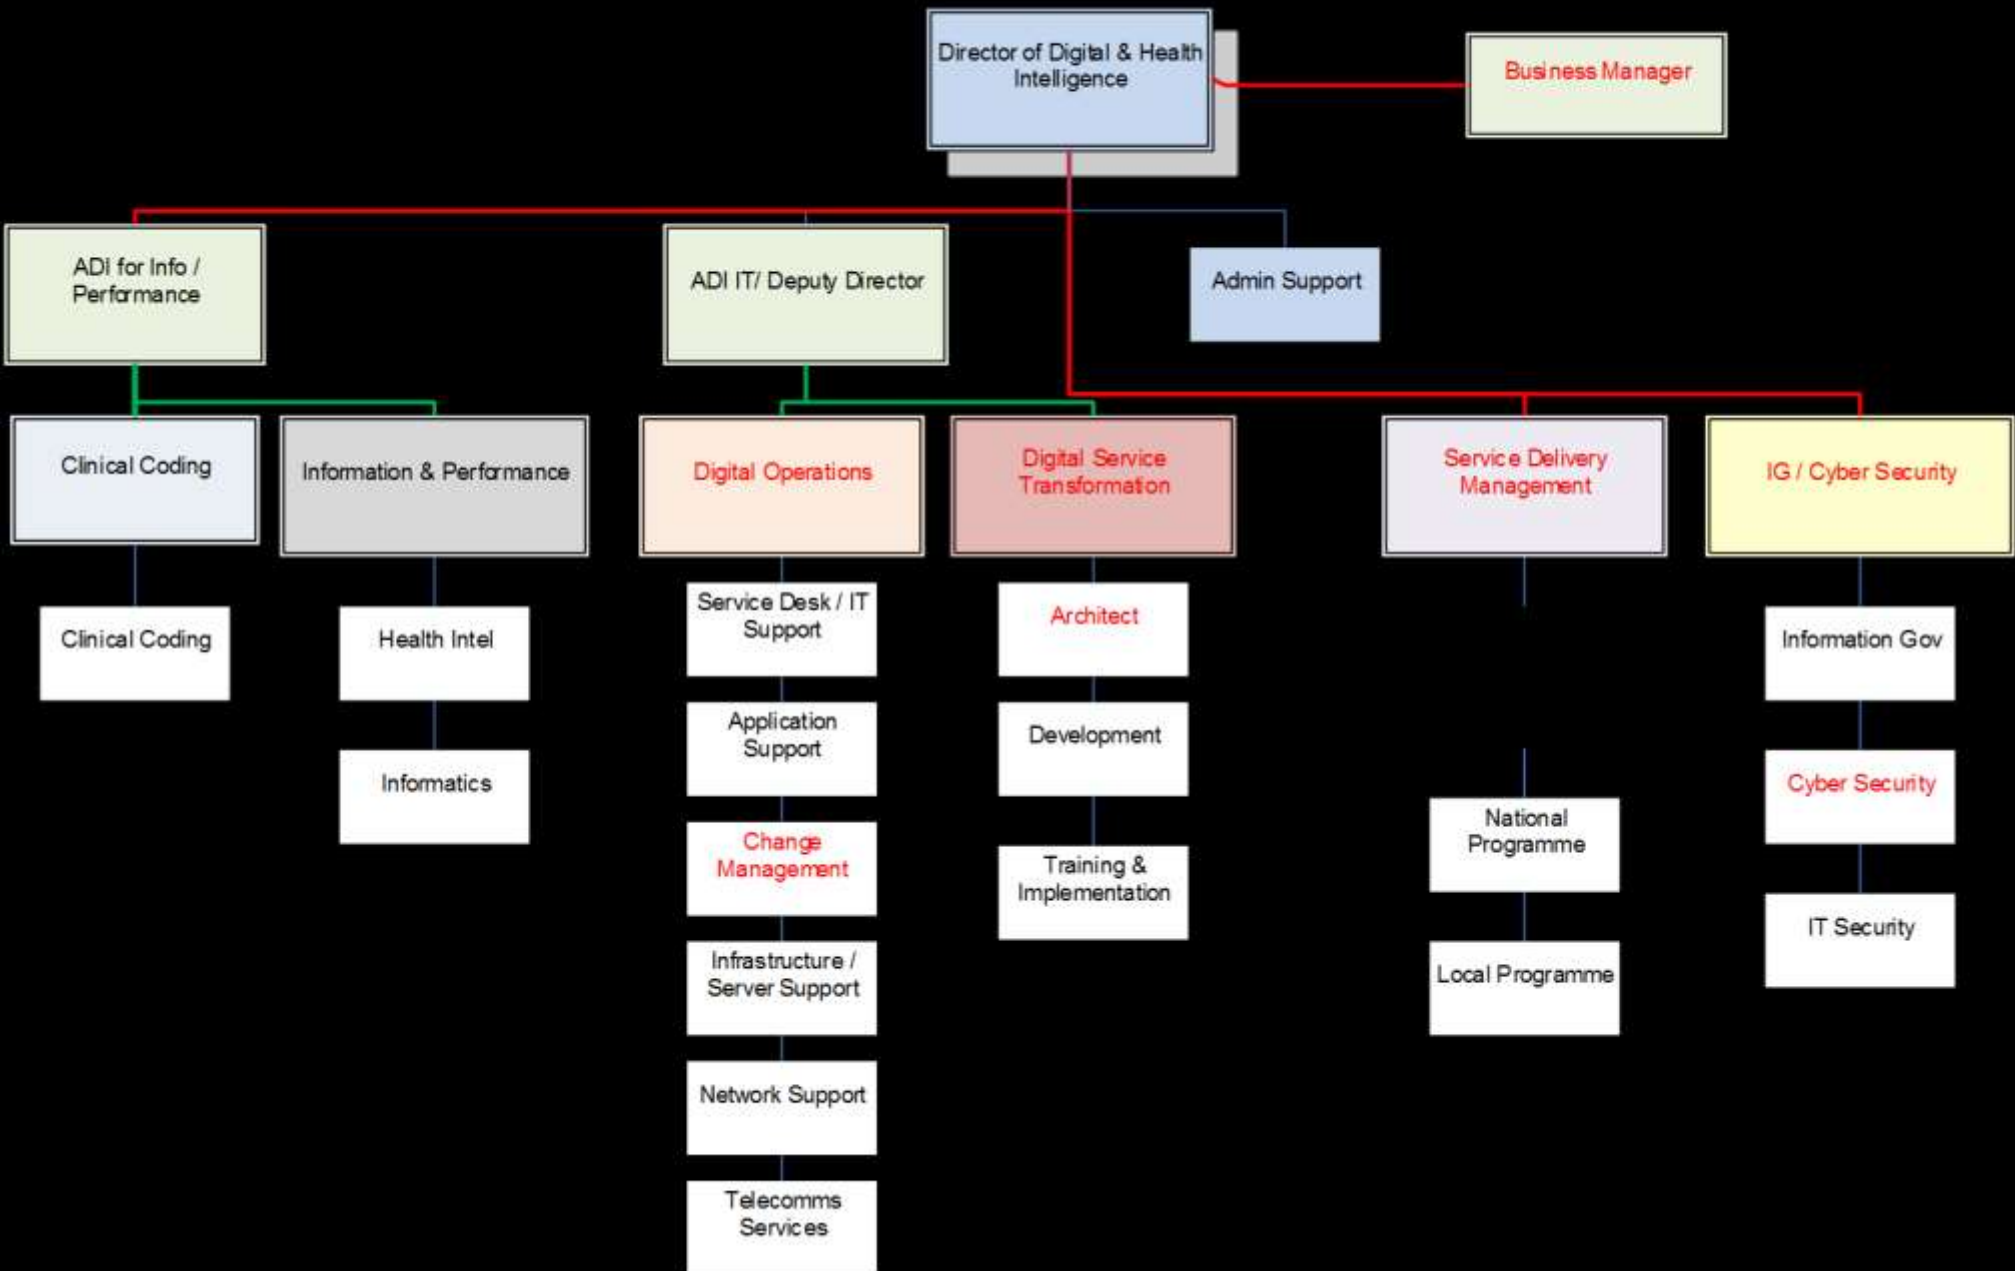 Director of Digital & Health
Intelligence
Business Manager
ADI for Info /
Performance
ADI IT/ Deputy Director
Admin Support
Clinical Coding
Information & Performance
Digital Operations
Digital Service
Transformation
Service Delivery
Management
IG / Cyber Security
Clinical Coding
Health Intel
Informatics
Service Desk / IT
Support
Application
Support
Change
Management
Infrastructure /
Server Support
Network Support
Telecomms
Services
Architect
Development
Training &
Implementation
National
Programme
Local Programme
Information Gov
Cyber Security
IT Security